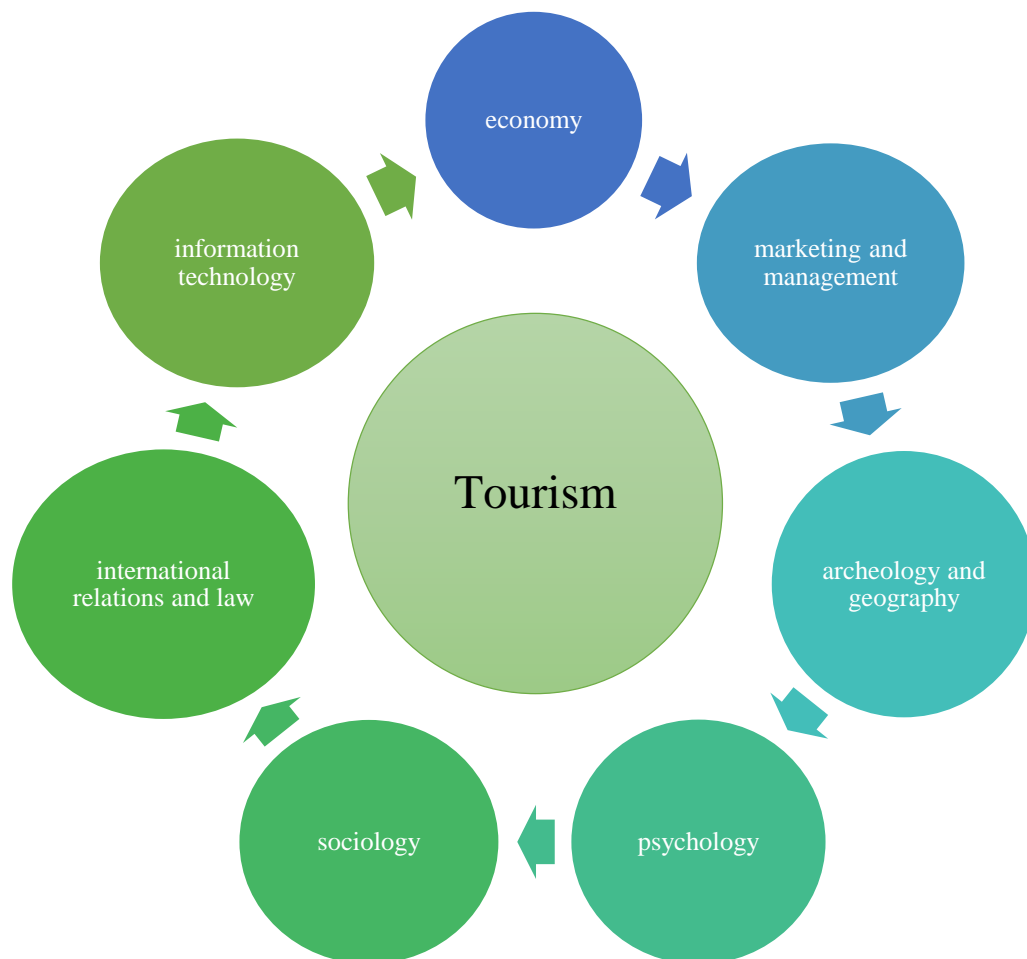 economy
marketing and
management
archeology and
geography
psychology
sociology
international
relations and law
information
technology
Tourism